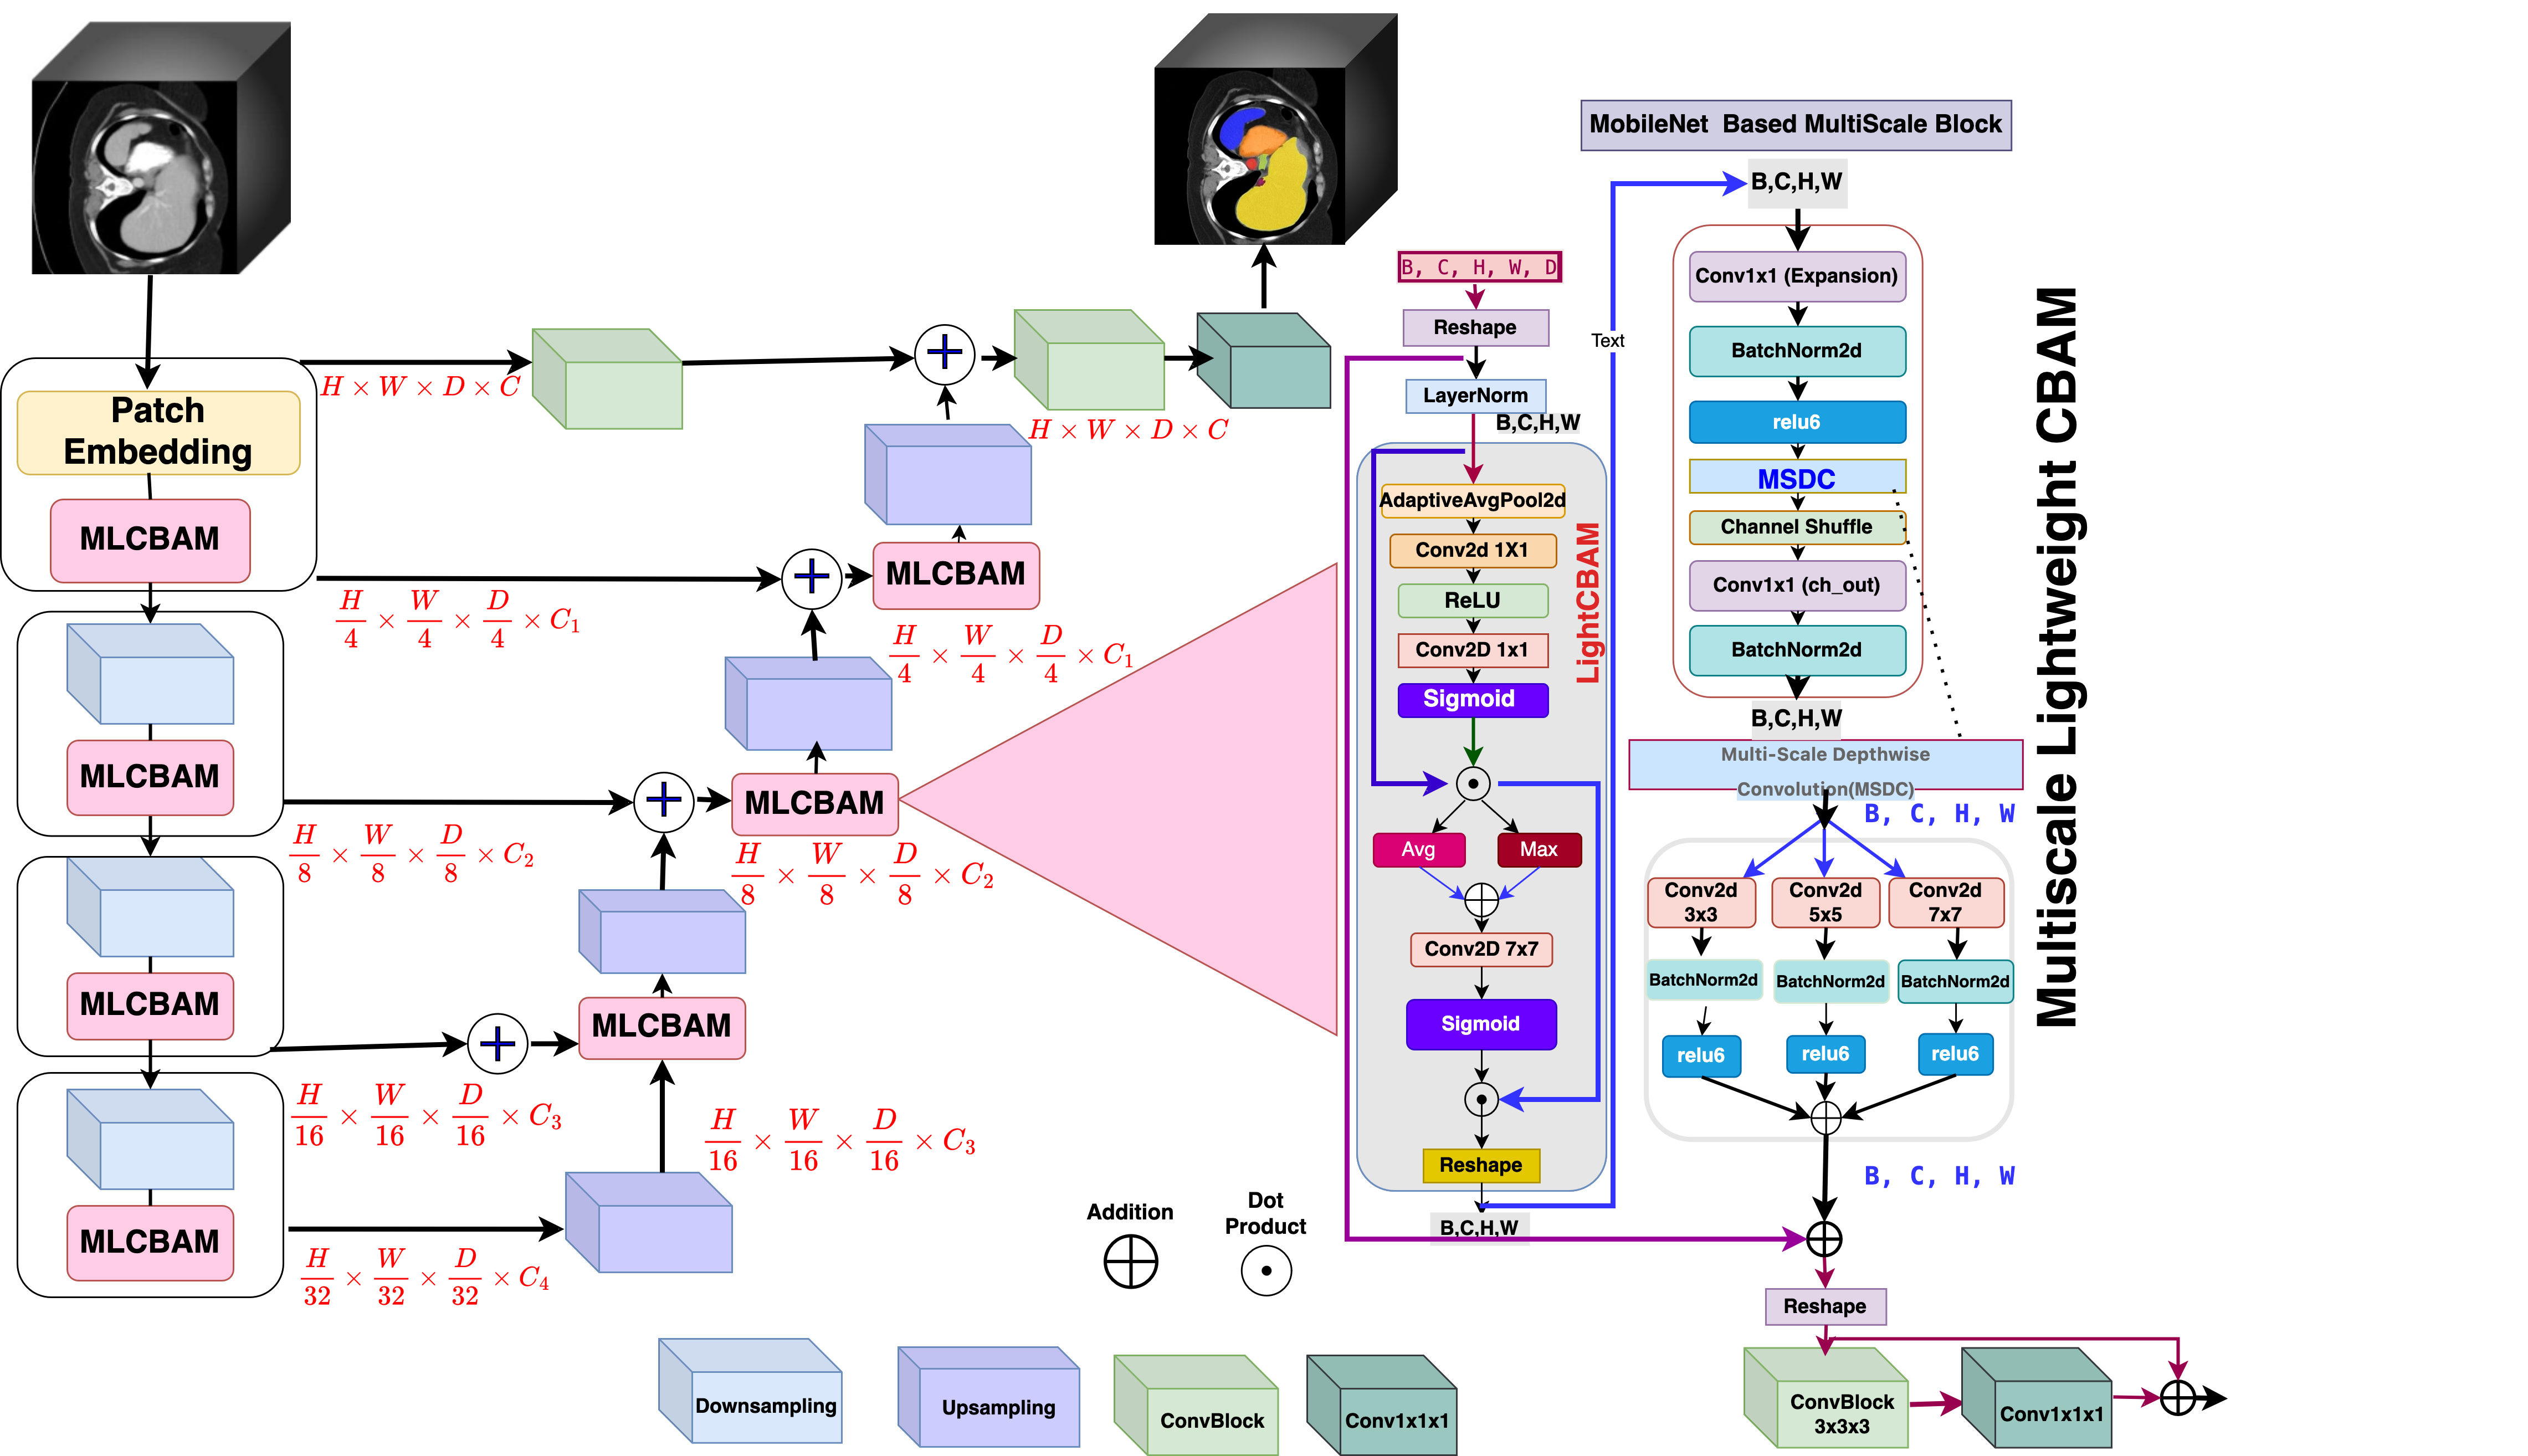 Patch
Embedding
MLCBAM
MLCBAM
MLCBAM
MLCBAM
H × W × D × C
H/4 × W/4 × D/4 × C₁
H/8 × W/8 × D/8 × C₂
H/16 × W/16 × D/16 × C₃
H/32 × W/32 × D/32 × C₄
H × W × D × C
MLCBAM
H/4 × W/4 × D/4 × C₁
MLCBAM
H/8 × W/8 × D/8 × C₂
MLCBAM
H/16 × W/16 × D/16 × C₃
Addition
Dot
Product
Downsampling
Upsampling
ConvBlock
Conv1x1x1
B, C, H, W, D
Reshape
LayerNorm
B,C,H,W
LightCBAM
AdaptiveAvgPool2d
Conv2d 1X1
ReLU
Conv2D 1x1
Sigmoid
Avg
Max
Conv2D 7x7
Sigmoid
Reshape
B,C,H,W
Text
MobileNet Based MultiScale Block
B,C,H,W
Conv1x1 (Expansion)
BatchNorm2d
relu6
MSDC
Channel Shuffle
Conv1x1 (ch_out)
BatchNorm2d
B,C,H,W
Multi-Scale Depthwise
Convolution(MSDC)
B, C, H, W
Conv2d
3x3
Conv2d
5x5
Conv2d
7x7
BatchNorm2d
BatchNorm2d
BatchNorm2d
relu6
relu6
relu6
B, C, H, W
Reshape
ConvBlock
3x3x3
Conv1x1x1
Multiscale Lightweight CBAM